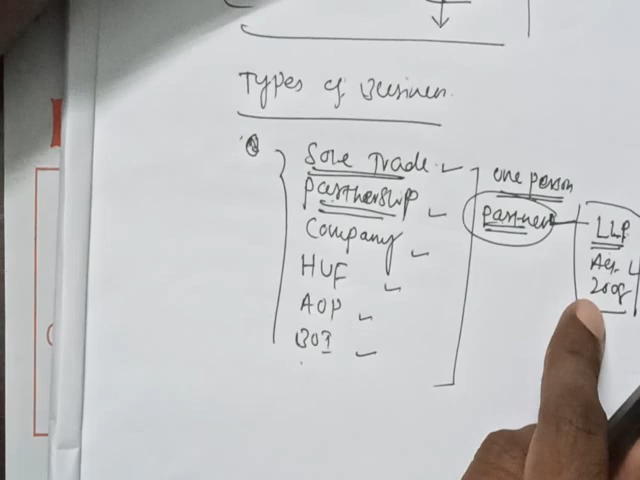 Types of Business.
Sole Trade
Partnership
Company
HUF
AOP
BOI
one person
Partners
LLP
Act
2008